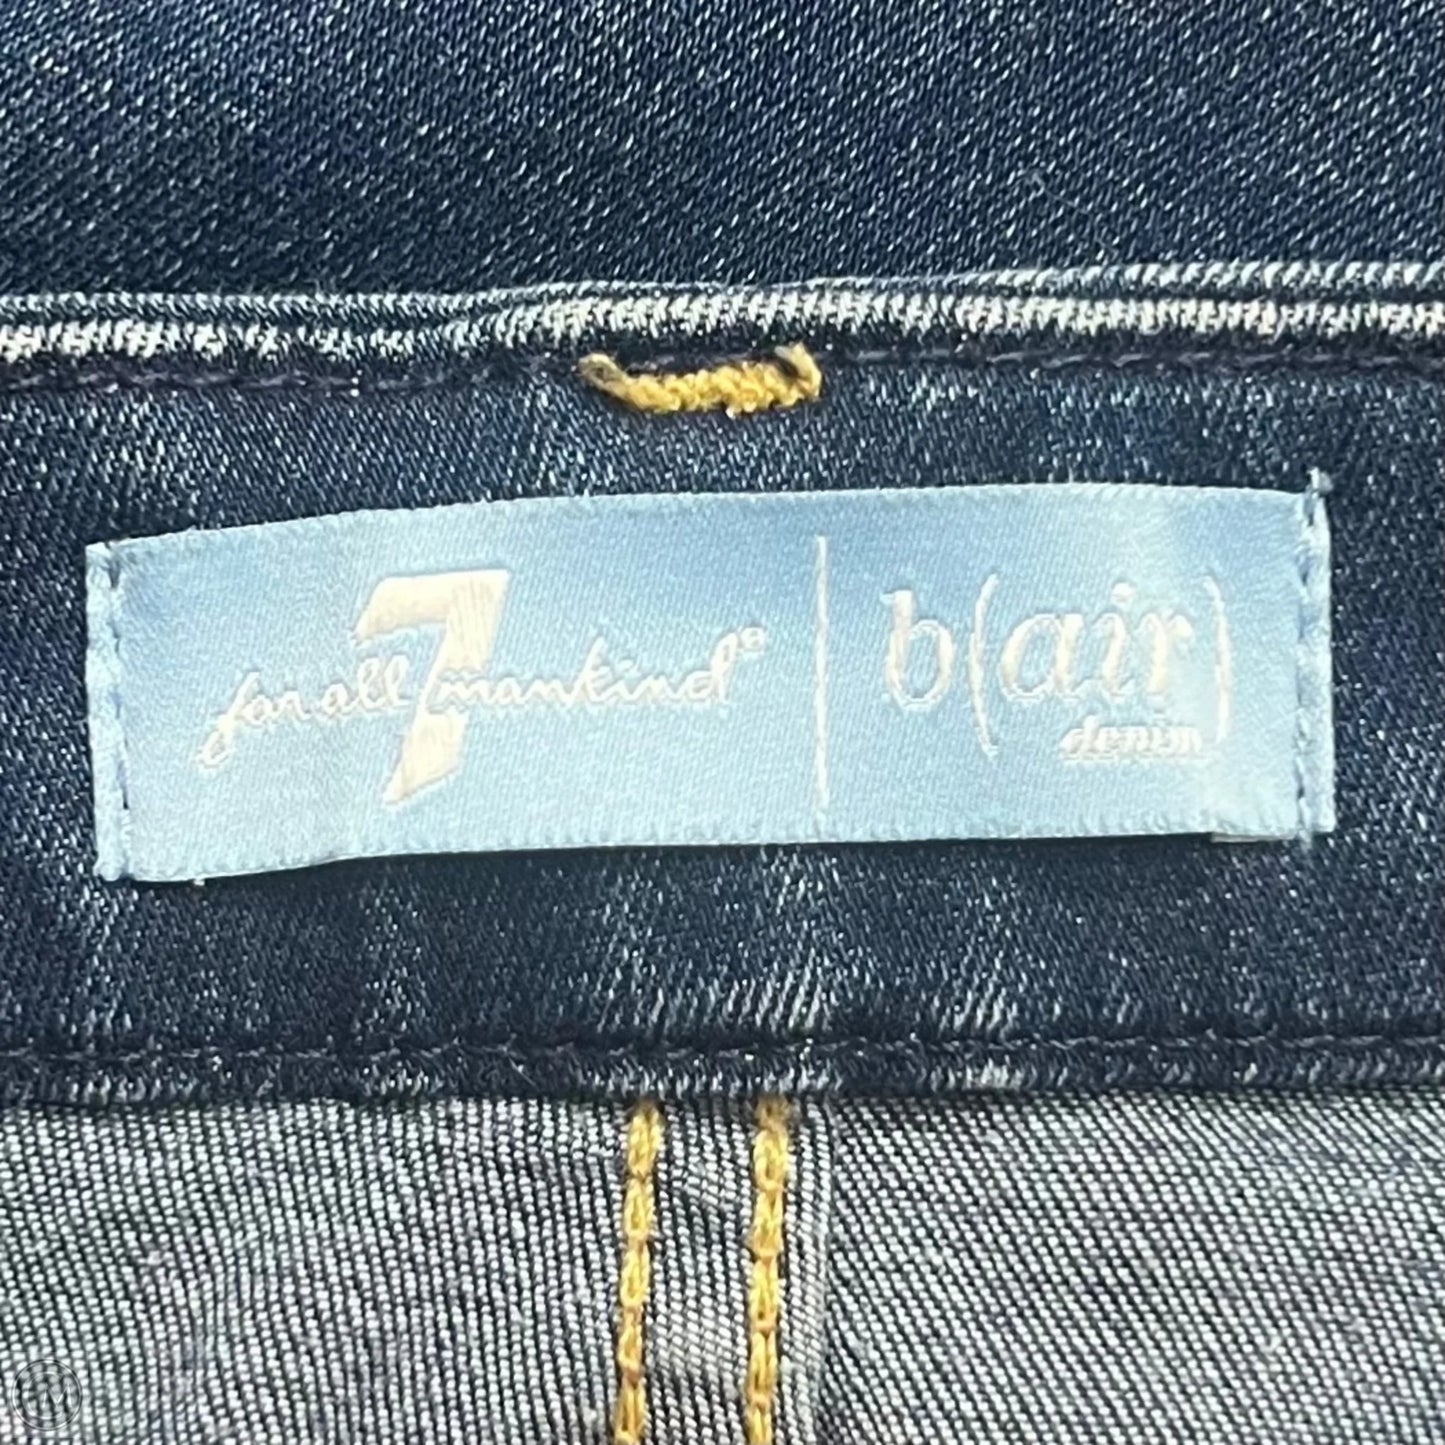 7 for all mankind® | b(air)
denim